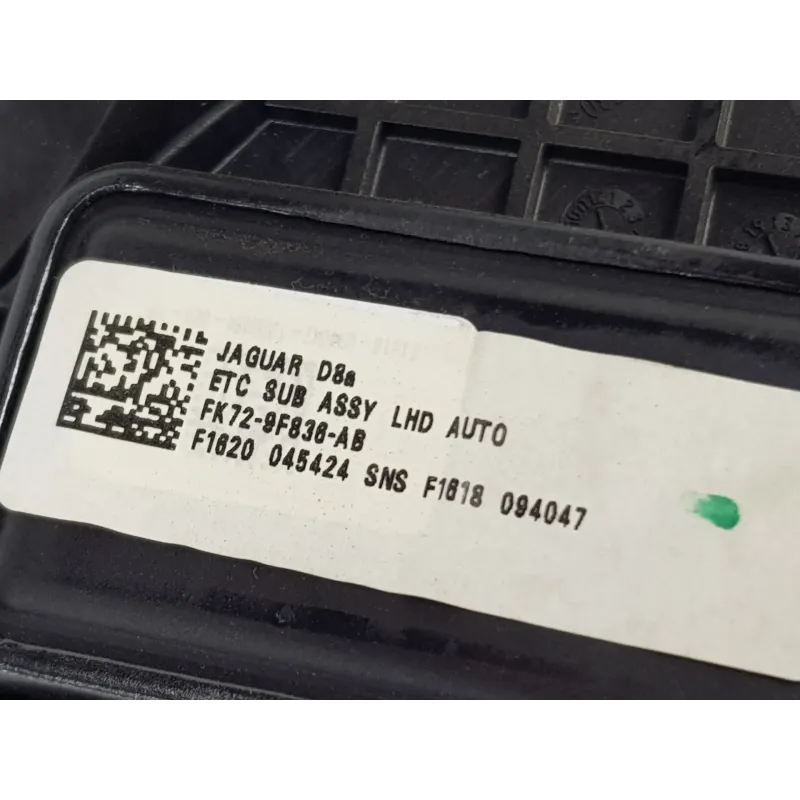 JAGUAR D8a
ETC SUB ASSY LHD AUTO
FK72-9F836-AB
F1620 045424 SNS F1618 094047